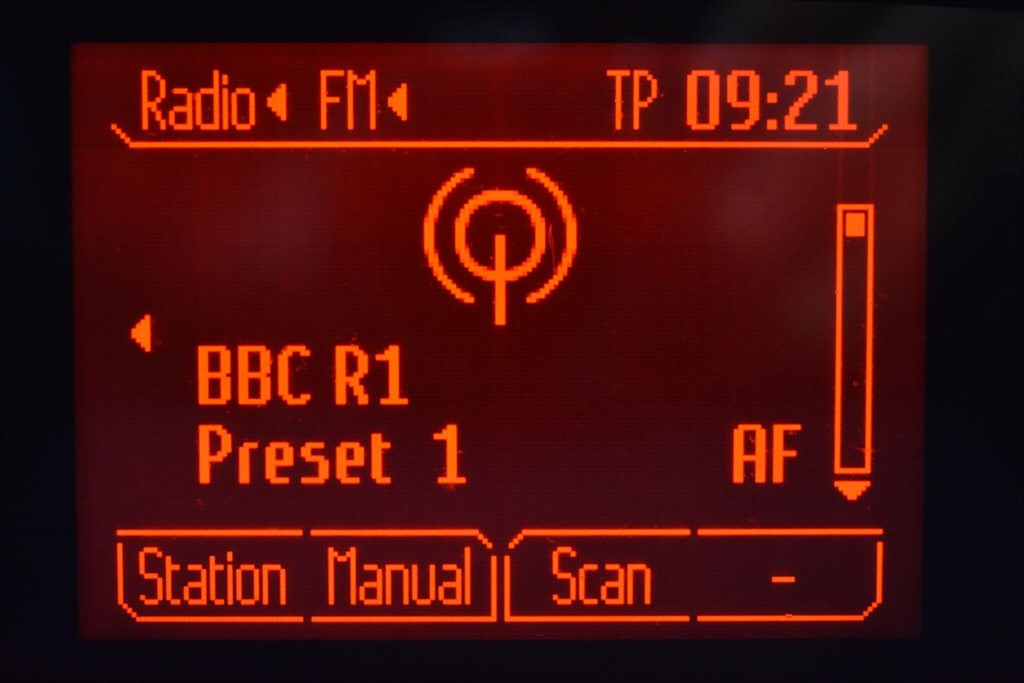 Radio FM TP 09:21
BBC R1
Preset 1 AF
Station Manual Scan -